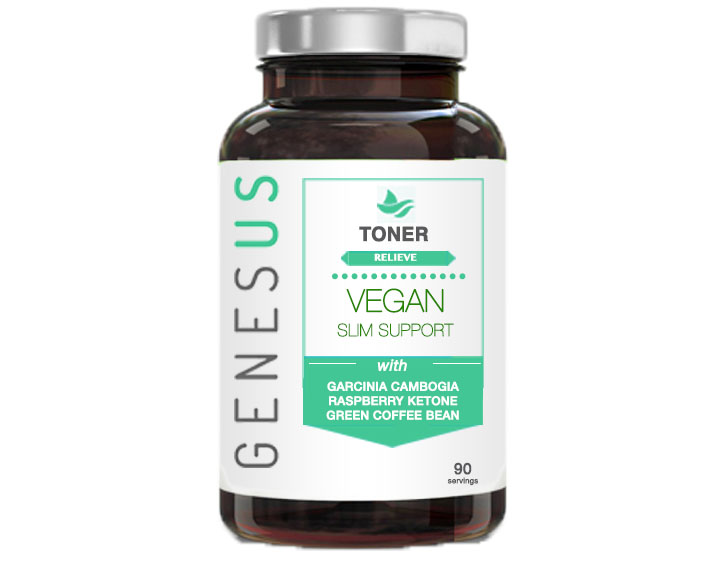 GENESUS
TONER
RELIEVE
VEGAN
SLIM SUPPORT
with
GARCINIA CAMBOGIA
RASPBERRY KETONE
GREEN COFFEE BEAN
90
servings